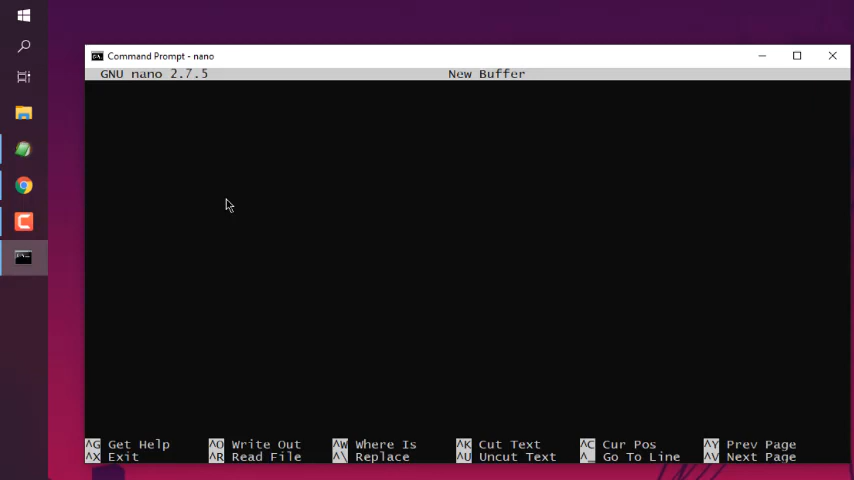 Command Prompt - nano
GNU nano 2.7.5 New Buffer
^G Get Help ^O Write Out ^W Where Is ^K Cut Text ^C Cur Pos ^Y Prev Page
^X Exit ^R Read File ^\ Replace ^U Uncut Text ^_ Go To Line ^V Next Page